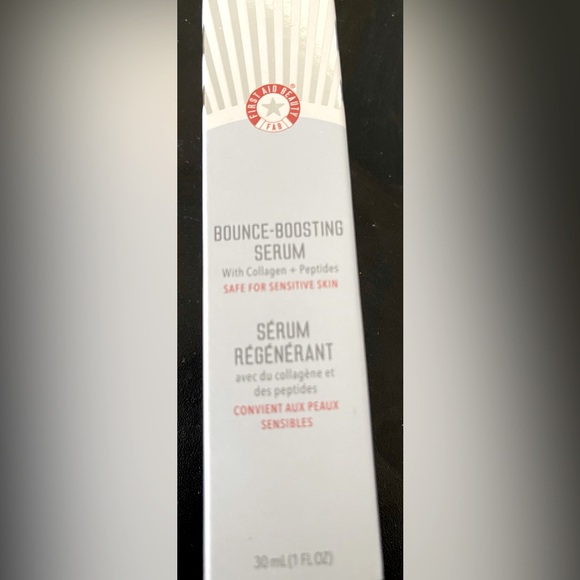 FIRST AID BEAUTY
®
FAB
BOUNCE-BOOSTING
SERUM
With Collagen + Peptides
SAFE FOR SENSITIVE SKIN
SÉRUM
RÉGÉNÉRANT
avec du collagène et
des peptides
CONVIENT AUX PEAUX
SENSIBLES
30 mL (1 FL OZ)